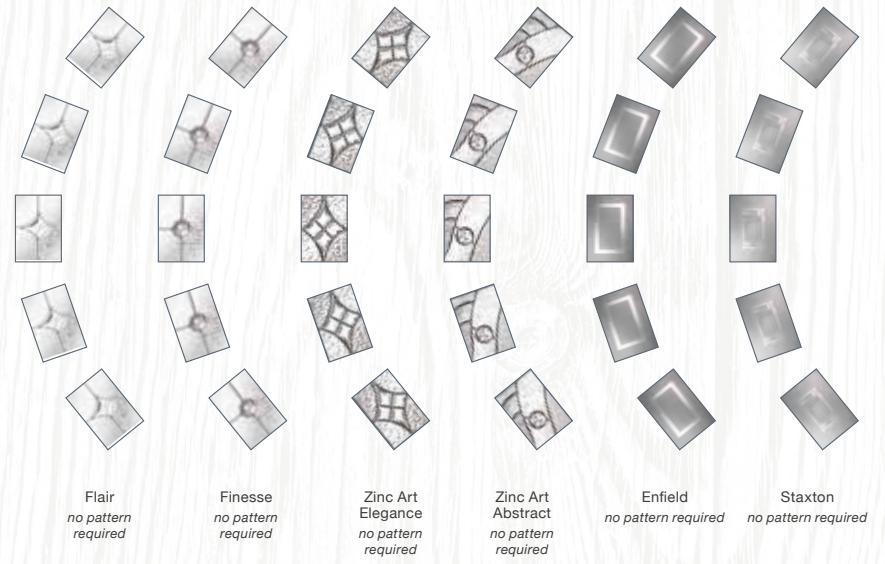 Flair
no pattern
required
Finesse
no pattern
required
Zinc Art
Elegance
no pattern
required
Zinc Art
Abstract
no pattern
required
Enfield
no pattern required
Staxton
no pattern required